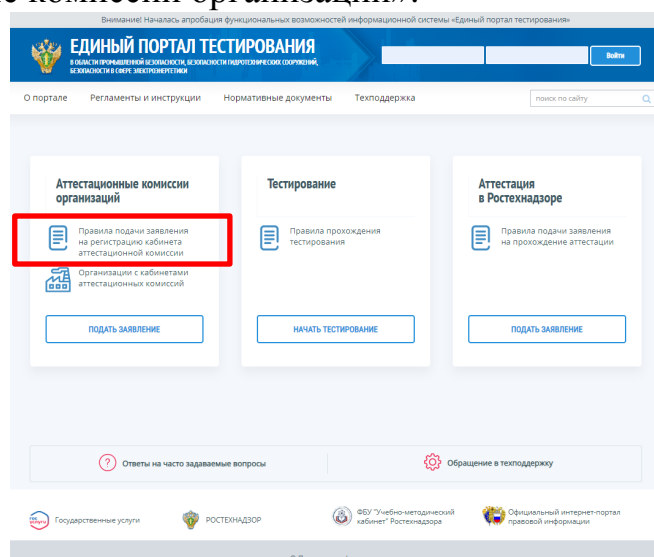 комиссии организации».
Внимание! Началась апробация функциональных возможностей информационной системы «Единый портал тестирования»
ЕДИНЫЙ ПОРТАЛ ТЕСТИРОВАНИЯ
В ОБЛАСТИ ПРОМЫШЛЕННОЙ БЕЗОПАСНОСТИ, БЕЗОПАСНОСТИ ГИДРОТЕХНИЧЕСКИХ СООРУЖЕНИЙ,
БЕЗОПАСНОСТИ В СФЕРЕ ЭЛЕКТРОЭНЕРГЕТИКИ
Войти
О портале Регламенты и инструкции Нормативные документы Техподдержка поиск по сайту
Аттестационные комиссии
организаций
Правила подачи заявления
на регистрацию кабинета
аттестационной комиссии
Организации с кабинетами
аттестационных комиссий
ПОДАТЬ ЗАЯВЛЕНИЕ
Тестирование
Правила прохождения
тестирования
НАЧАТЬ ТЕСТИРОВАНИЕ
Аттестация
в Ростехнадзоре
Правила подачи заявления
на прохождение аттестации
ПОДАТЬ ЗАЯВЛЕНИЕ
Ответы на часто задаваемые вопросы
Обращение в техподдержку
гос услуги
Государственные услуги
РОСТЕХНАДЗОР
ФБУ "Учебно-методический
кабинет" Ростехнадзора
Официальный интернет-портал
правовой информации